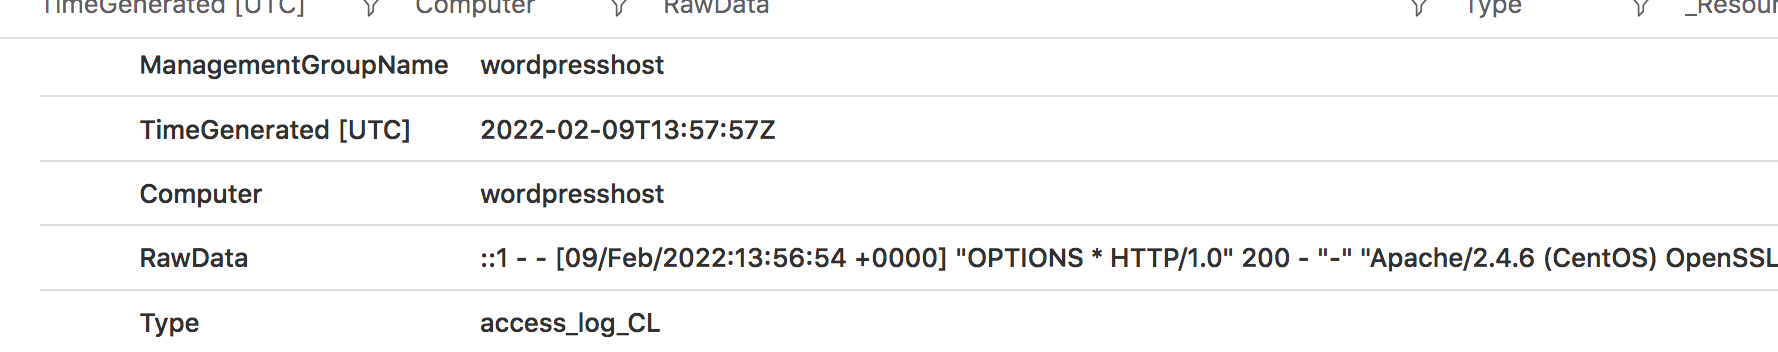 TimeGenerated [UTC] Computer RawData Type
ManagementGroupName wordpresshost
TimeGenerated [UTC] 2022-02-09T13:57:57Z
Computer wordpresshost
RawData ::1 - - [09/Feb/2022:13:56:54 +0000] "OPTIONS * HTTP/1.0" 200 - "-" "Apache/2.4.6 (CentOS) OpenSSL
Type access_log_CL